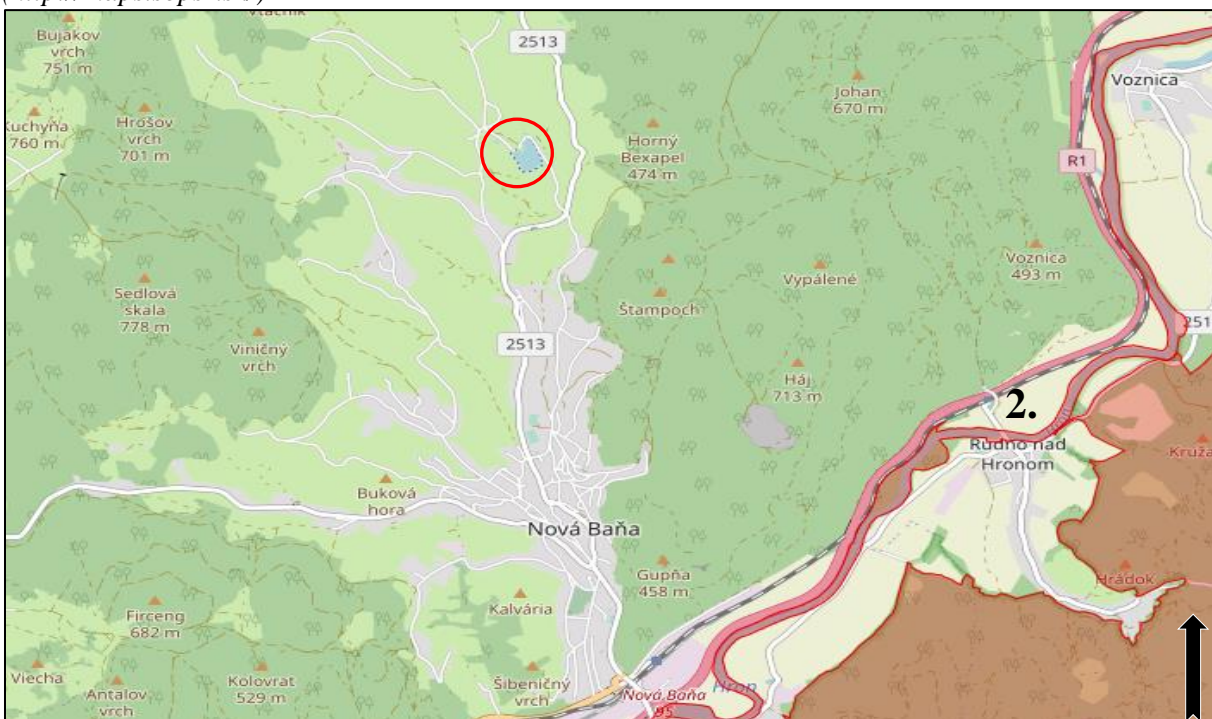 Bujakov
vrch
751 m
2513
Voznica
Johan
670 m
Kuchyňa
760 m
Hrošov
vrch
701 m
Horný
Bexapel
474 m
R1
Voznica
493 m
Vypálené
Sedlová
skala
778 m
Štampoch
2513
Viničný
vrch
Háj
713 m
2.
Rudno nad
Hronom
Buková
hora
Nová Baňa
Gupňa
458 m
Hrádok
Kalvária
Firceng
682 m
Viecha
Antalov
vrch
Kolovrat
529 m
Šibeničný
vrch
Nová Baňa
95
Hron